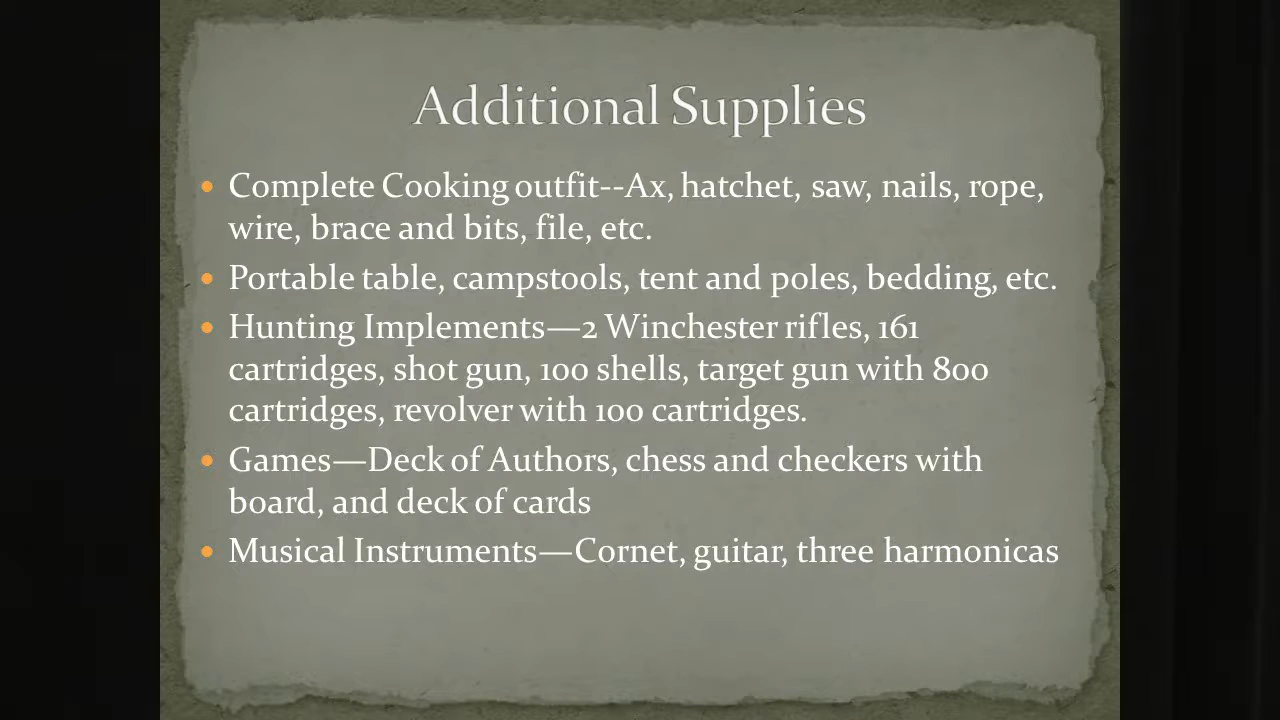 Additional Supplies
• Complete Cooking outfit--Ax, hatchet, saw, nails, rope,
wire, brace and bits, file, etc.
• Portable table, campstools, tent and poles, bedding, etc.
• Hunting Implements—2 Winchester rifles, 161
cartridges, shot gun, 100 shells, target gun with 800
cartridges, revolver with 100 cartridges.
• Games—Deck of Authors, chess and checkers with
board, and deck of cards
• Musical Instruments—Cornet, guitar, three harmonicas